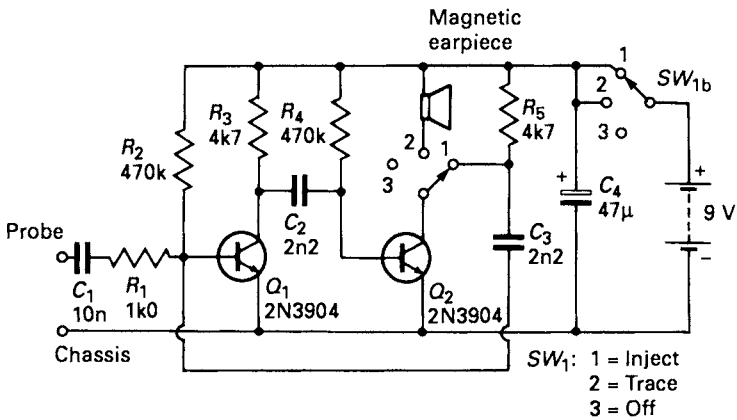 Magnetic
earpiece
1
2
3
SW1b
R3
4k7
R4
470k
R5
4k7
R2
470k
2
1
3
+
C4
47μ
+
9 V
−
C2
2n2
C3
2n2
Probe
C1
10n
R1
1k0
Q1
2N3904
Q2
2N3904
Chassis
SW1: 1 = Inject
2 = Trace
3 = Off